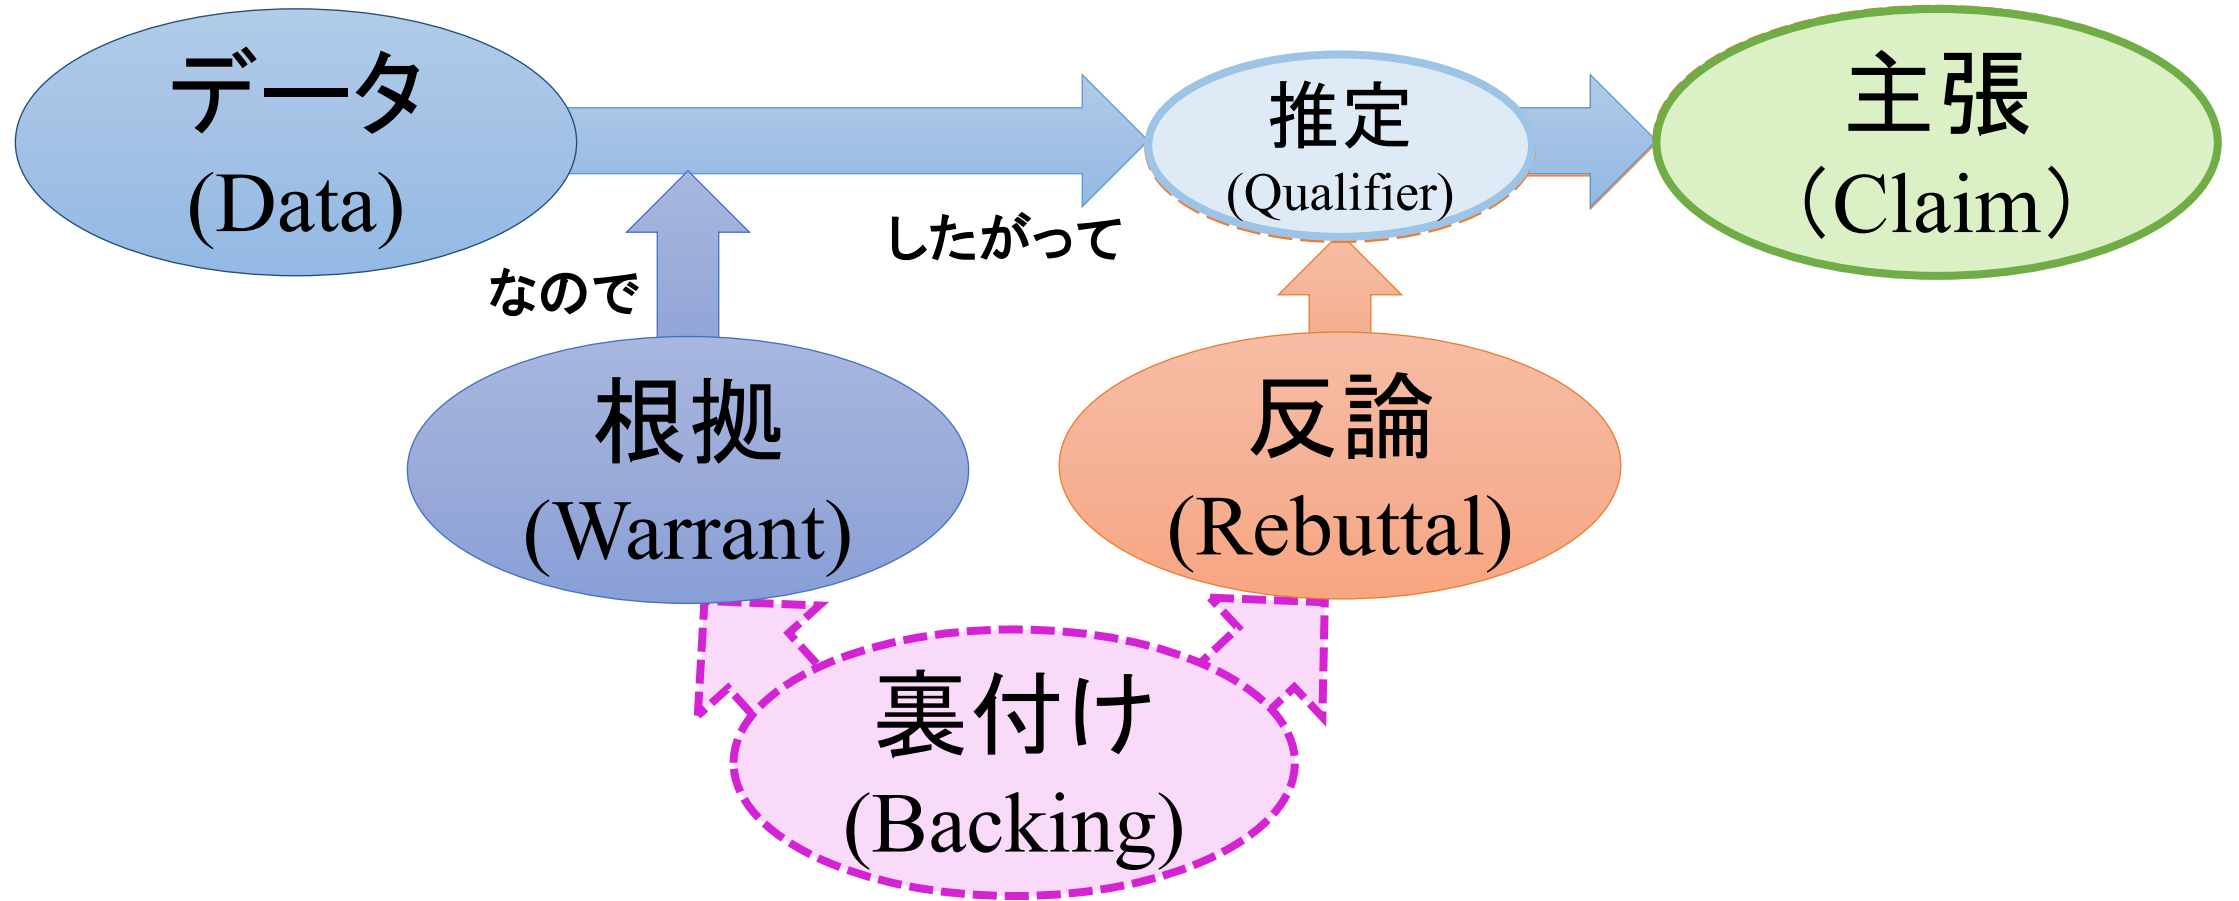 データ
(Data)
推定
(Qualifier)
主張
（Claim）
したがって
なので
根拠
(Warrant)
反論
(Rebuttal)
裏付け
(Backing)